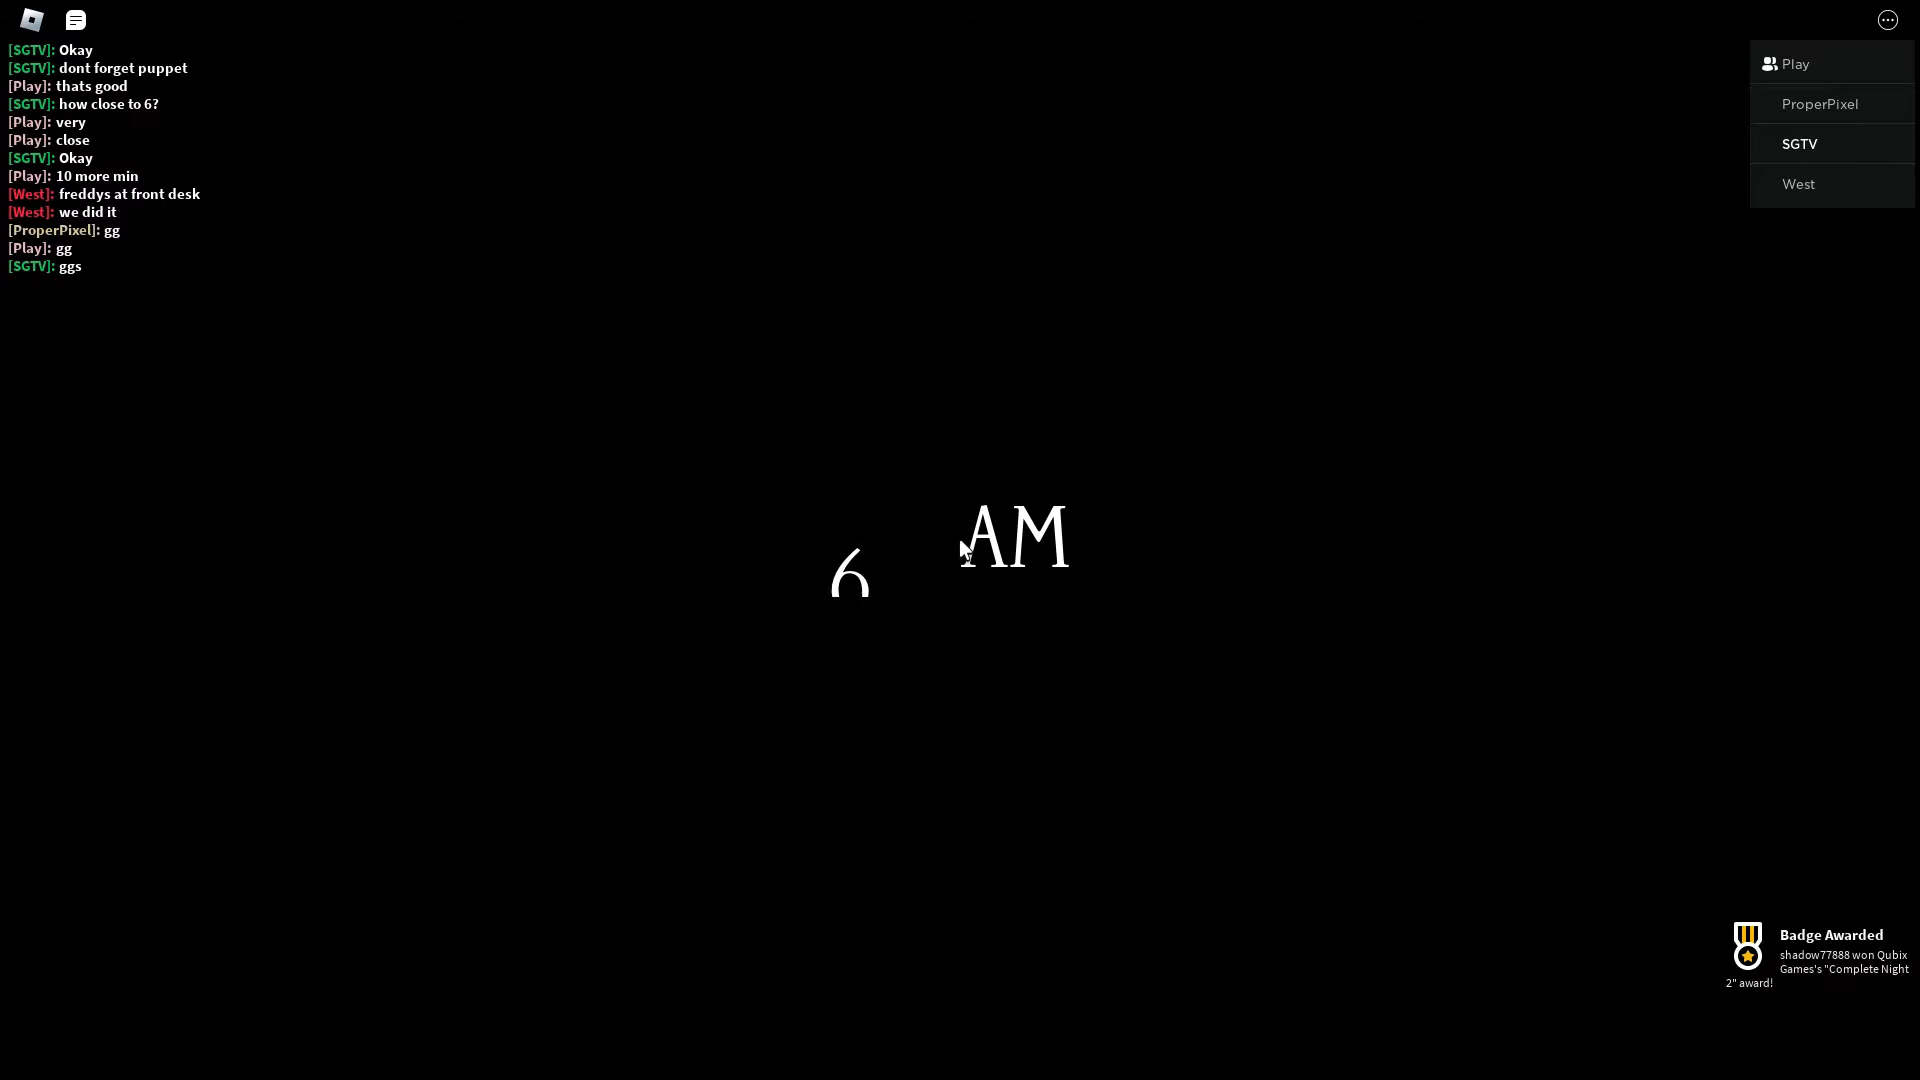 [SGTV]: Okay
[SGTV]: dont forget puppet
[Play]: thats good
[SGTV]: how close to 6?
[Play]: very
[Play]: close
[SGTV]: Okay
[Play]: 10 more min
[West]: freddys at front desk
[West]: we did it
[ProperPixel]: gg
[Play]: gg
[SGTV]: ggs
Play
ProperPixel
SGTV
West
6 AM
Badge Awarded
shadow77888 won Qubix
Games's "Complete Night
2" award!